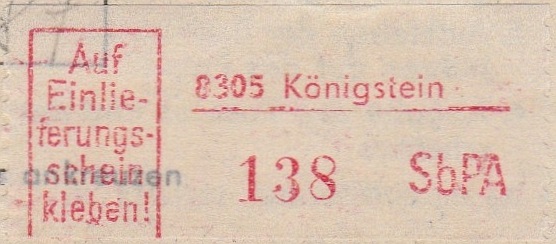 Auf
Einlie-
ferungs-
schein
kleben!
8305 Königstein
138 SbPA